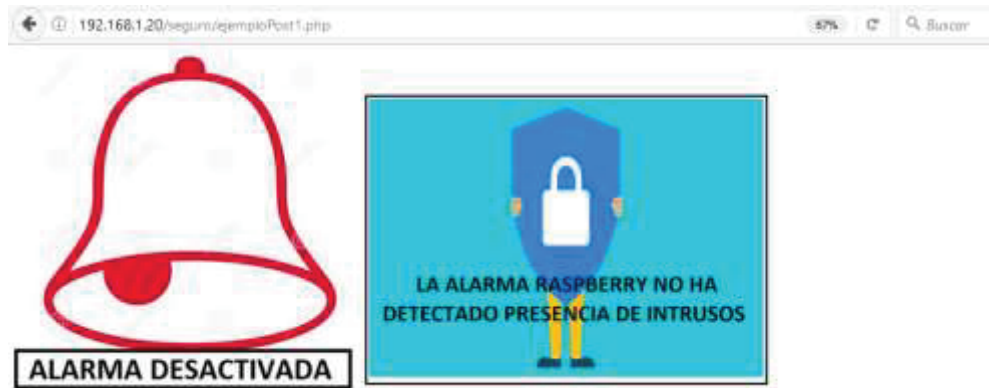 192.168.1.20/seguro/ejemploPost1.php
67%
Buscar
LA ALARMA RASPBERRY NO HA
DETECTADO PRESENCIA DE INTRUSOS
ALARMA DESACTIVADA